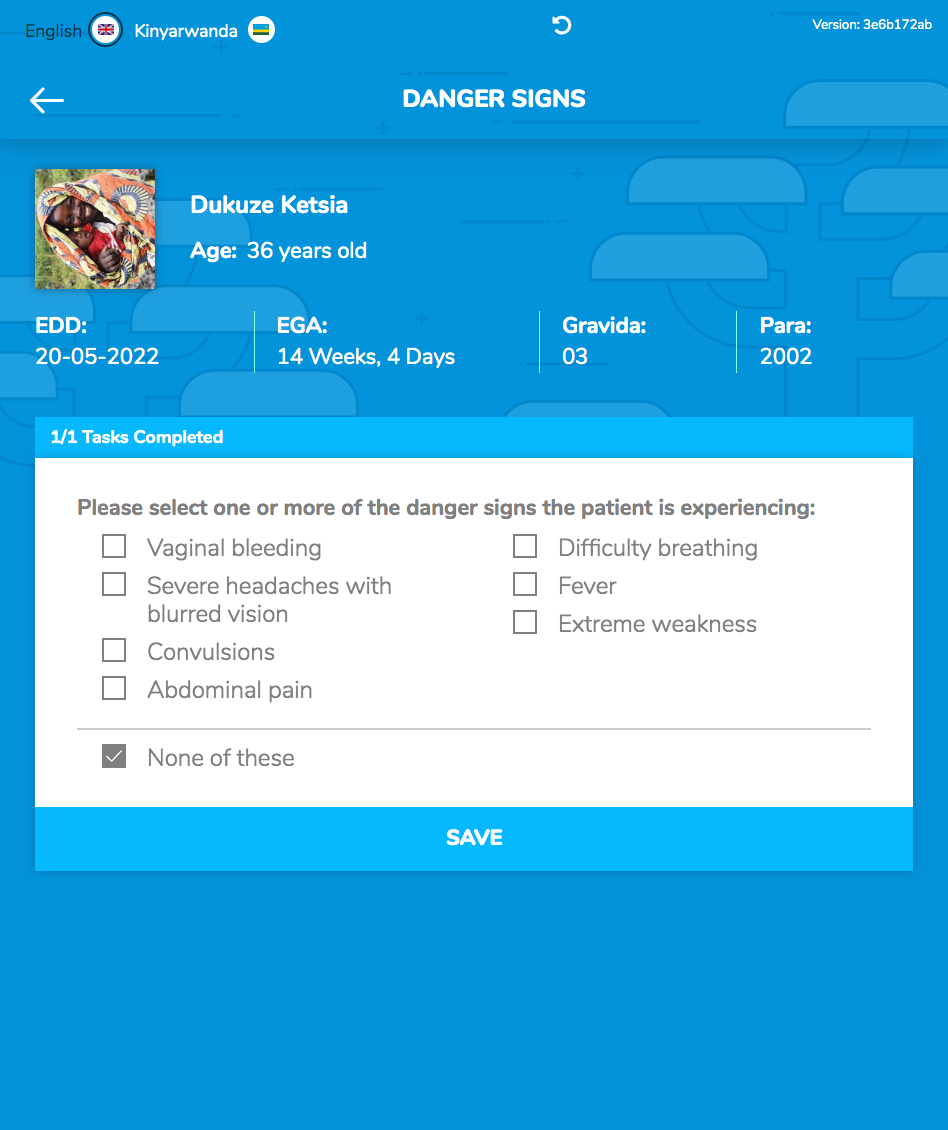 English Kinyarwanda Version: 3e6b172ab
DANGER SIGNS
Dukuze Ketsia
Age: 36 years old
EDD: EGA: Gravida: Para:
20-05-2022 14 Weeks, 4 Days 03 2002
1/1 Tasks Completed
Please select one or more of the danger signs the patient is experiencing:
Vaginal bleeding
Severe headaches with
blurred vision
Convulsions
Abdominal pain
Difficulty breathing
Fever
Extreme weakness
None of these
SAVE